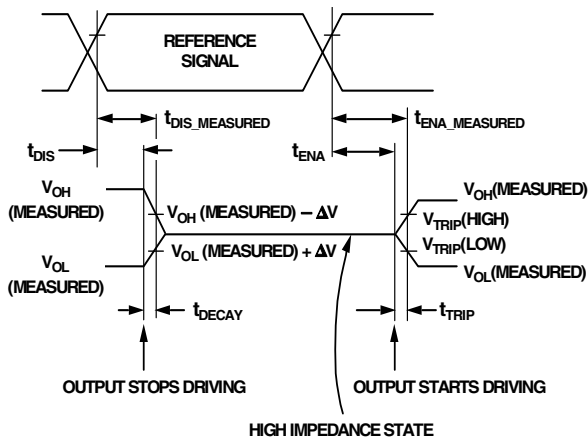 REFERENCE
SIGNAL
tDIS_MEASURED
tENA_MEASURED
tDIS
tENA
VOH
(MEASURED)
VOH (MEASURED) – ΔV
VOL (MEASURED) + ΔV
VOL
(MEASURED)
VOH(MEASURED)
VTRIP(HIGH)
VTRIP(LOW)
VOL(MEASURED)
tDECAY
tTRIP
OUTPUT STOPS DRIVING
OUTPUT STARTS DRIVING
HIGH IMPEDANCE STATE